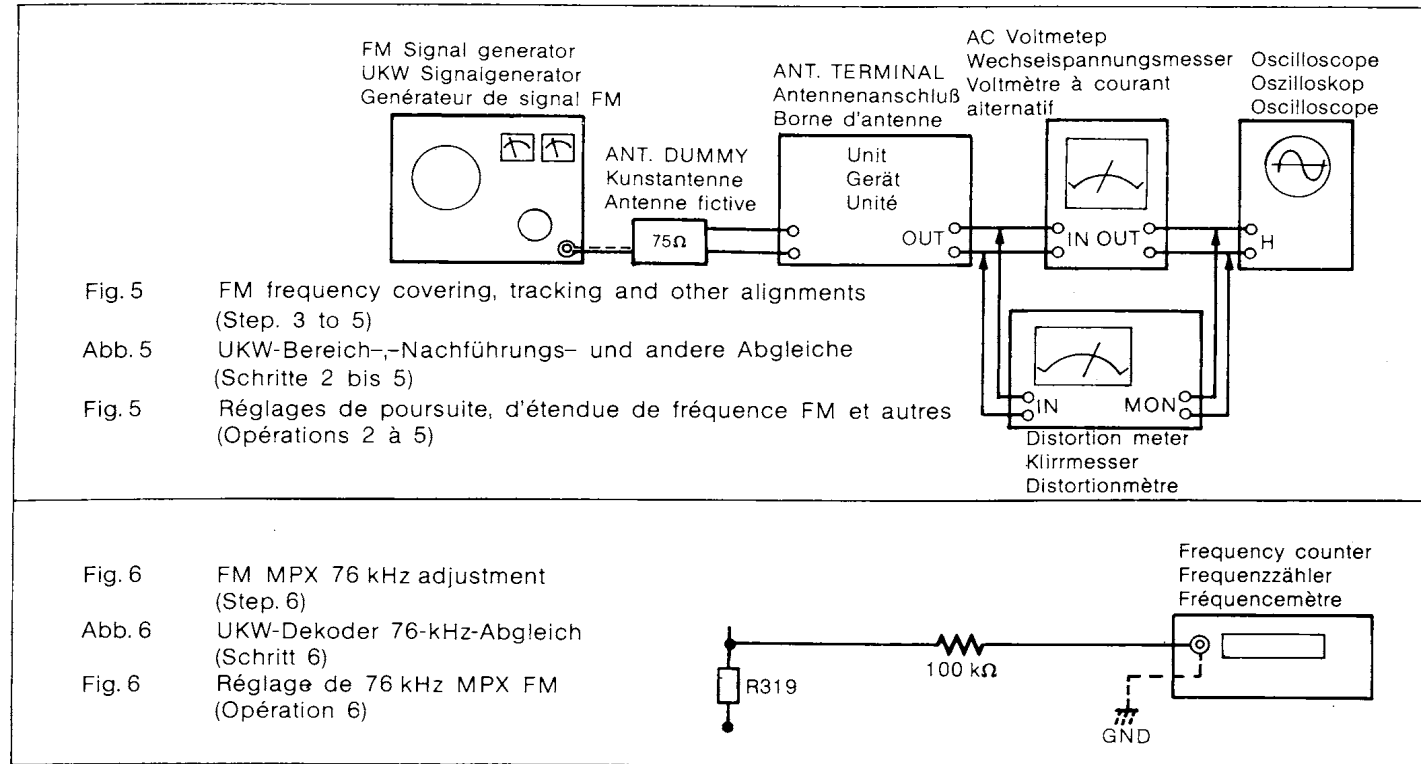 FM Signal generator
UKW Signalgenerator
Genérateur de signal FM
ANT. DUMMY
Kunstantenne
Antenne fictive
75Ω
ANT. TERMINAL
Antennenanschluß
Borne d'antenne
Unit
Gerät
Unité
OUT
AC Voltmetep
Wechselspannungsmesser
Voltmètre à courant
alternatif
IN OUT
Oscilloscope
Oszilloskop
Oscilloscope
H
IN MON
Distortion meter
Klirrmesser
Distortionmètre
Fig. 5 FM frequency covering, tracking and other alignments
(Step. 3 to 5)
Abb. 5 UKW-Bereich-,-Nachführungs- und andere Abgleiche
(Schritte 2 bis 5)
Fig. 5 Réglages de poursuite, d'étendue de fréquence FM et autres
(Opérations 2 à 5)
Fig. 6 FM MPX 76 kHz adjustment
(Step. 6)
Abb. 6 UKW-Dekoder 76-kHz-Abgleich
(Schritt 6)
Fig. 6 Réglage de 76 kHz MPX FM
(Opération 6)
R319
100 kΩ
Frequency counter
Frequenzzähler
Fréquencemètre
GND